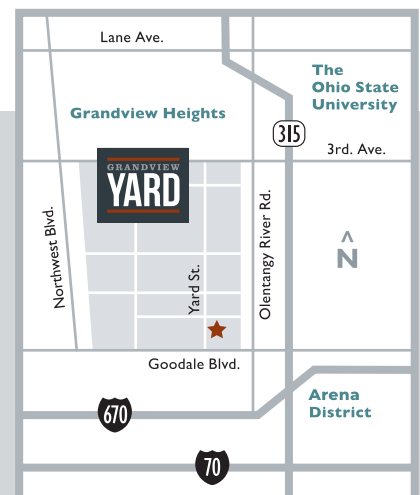 Lane Ave.
The
Ohio State
University
Grandview Heights
315
3rd. Ave.
GRANDVIEW
YARD
Northwest Blvd.
Yard St.
Olentangy River Rd.
^
N
Goodale Blvd.
Arena
District
670
70